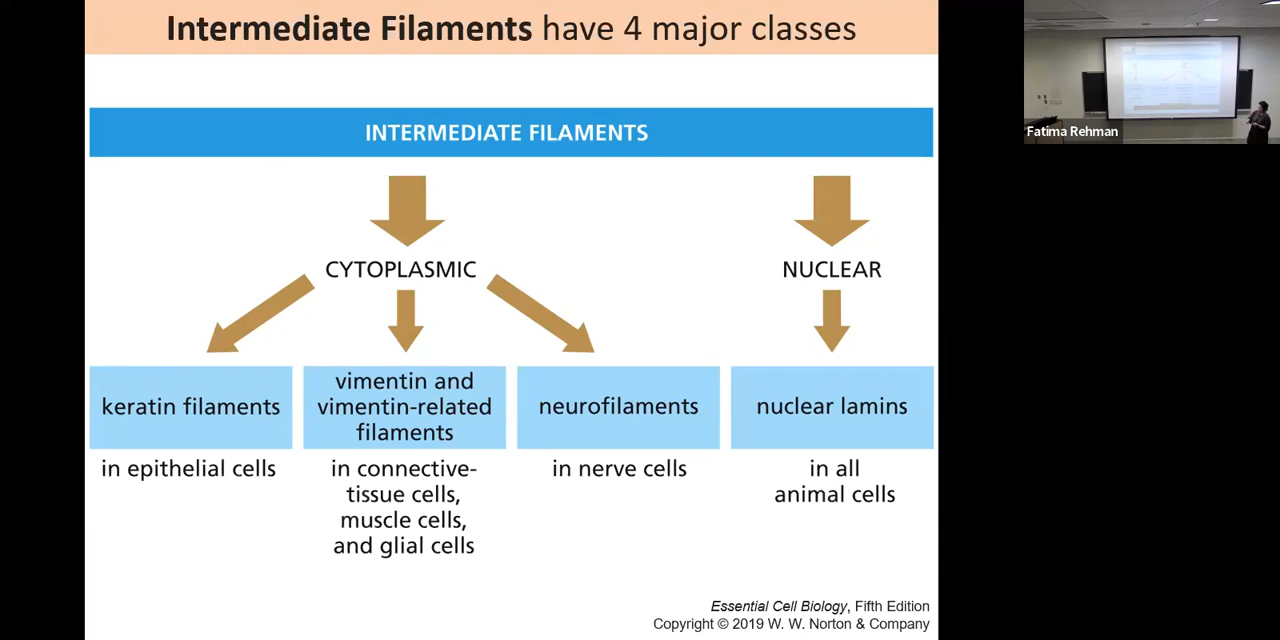 Intermediate Filaments have 4 major classes
INTERMEDIATE FILAMENTS
CYTOPLASMIC
NUCLEAR
keratin filaments
vimentin and
vimentin-related
filaments
neurofilaments
nuclear lamins
in epithelial cells
in connective-
tissue cells,
muscle cells,
and glial cells
in nerve cells
in all
animal cells
Essential Cell Biology, Fifth Edition
Copyright © 2019 W. W. Norton & Company
Fatima Rehman